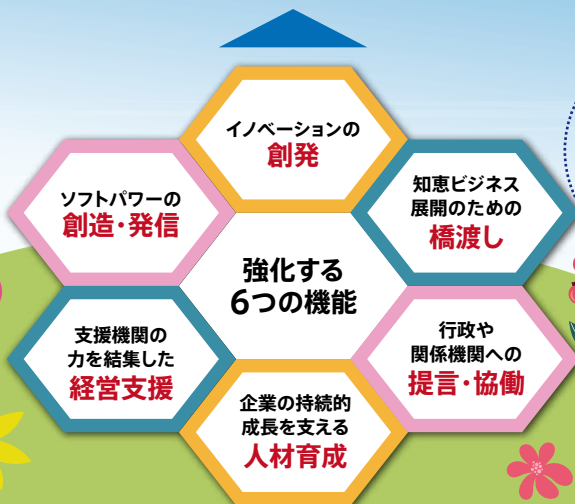 イノベーションの
創発
知恵ビジネス
展開のための
橋渡し
ソフトパワーの
創造・発信
強化する
6つの機能
行政や
関係機関への
提言・協働
支援機関の
力を結集した
経営支援
企業の持続的
成長を支える
人材育成